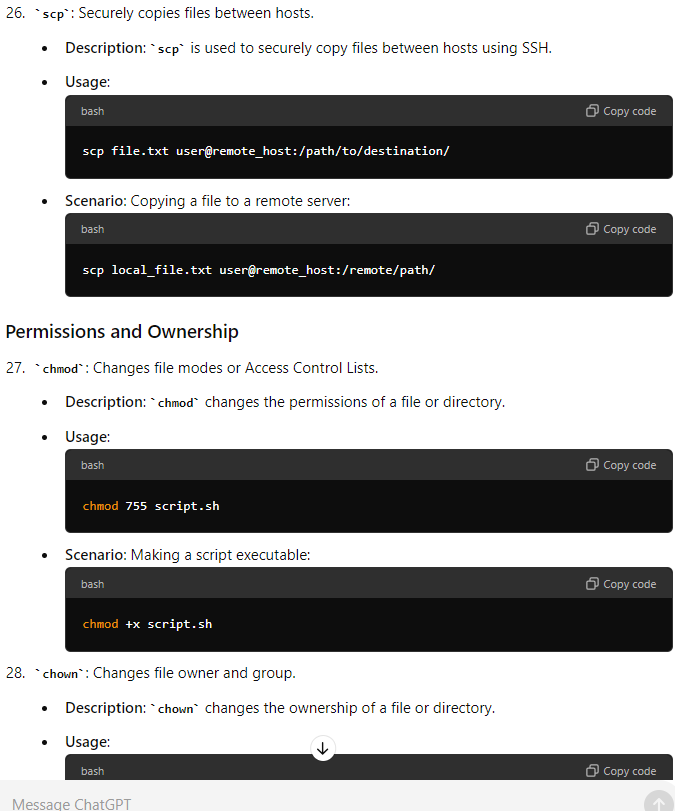 26. `scp`: Securely copies files between hosts.
• Description: `scp` is used to securely copy files between hosts using SSH.
• Usage:
bash Copy code
scp file.txt user@remote_host:/path/to/destination/
• Scenario: Copying a file to a remote server:
bash Copy code
scp local_file.txt user@remote_host:/remote/path/
Permissions and Ownership
27. `chmod`: Changes file modes or Access Control Lists.
• Description: `chmod` changes the permissions of a file or directory.
• Usage:
bash Copy code
chmod 755 script.sh
• Scenario: Making a script executable:
bash Copy code
chmod +x script.sh
28. `chown`: Changes file owner and group.
• Description: `chown` changes the ownership of a file or directory.
• Usage:
bash Copy code
Message ChatGPT